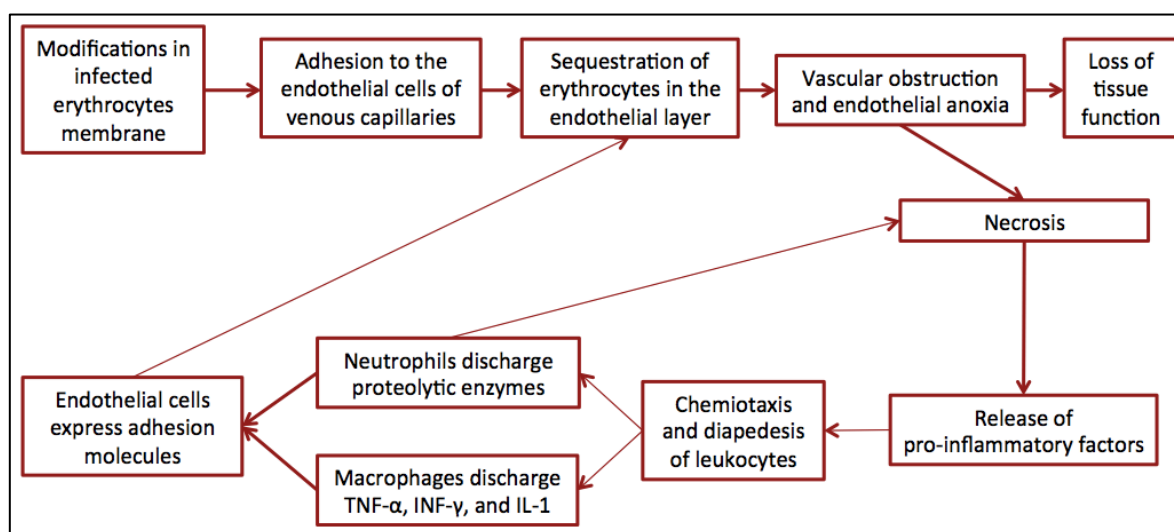 Modifications in
infected
erythrocytes
membrane
Adhesion to the
endothelial cells of
venous capillaries
Sequestration of
erythrocytes in the
endothelial layer
Vascular obstruction
and endothelial anoxia
Loss of
tissue
function
Necrosis
Neutrophils discharge
proteolytic enzymes
Endothelial cells
express adhesion
molecules
Chemiotaxis
and diapedesis
of leukocytes
Release of
pro-inflammatory factors
Macrophages discharge
TNF-α, INF-γ, and IL-1